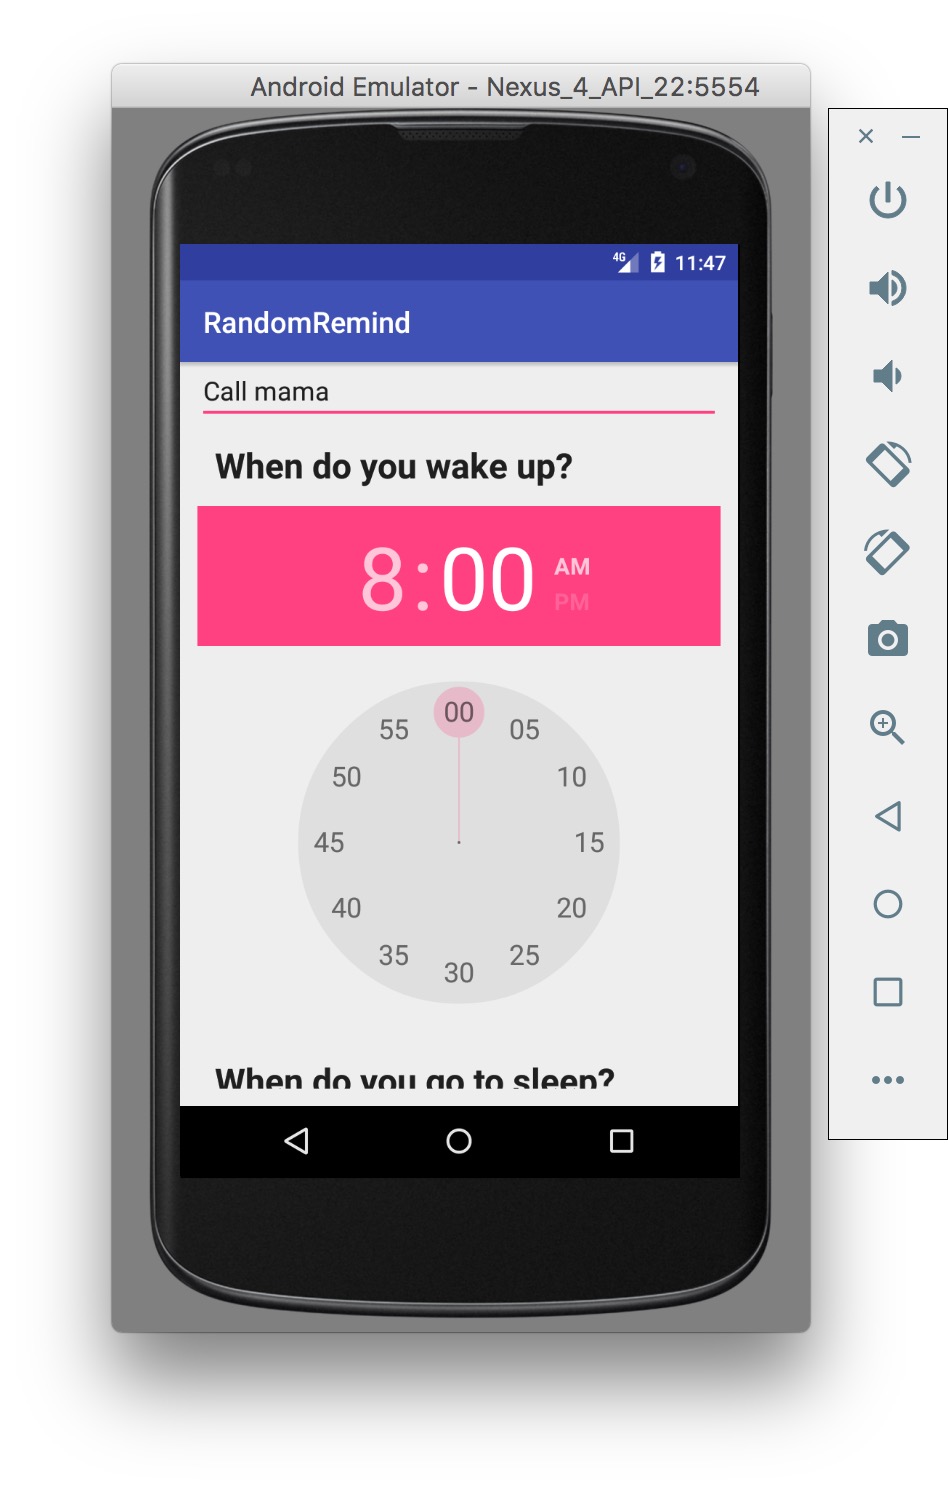 Android Emulator - Nexus_4_API_22:5554
4G 11:47
RandomRemind
Call mama
When do you wake up?
8:00 AM
PM
00
55 05
50 10
45 15
40 20
35 25
30
When do you go to sleep?